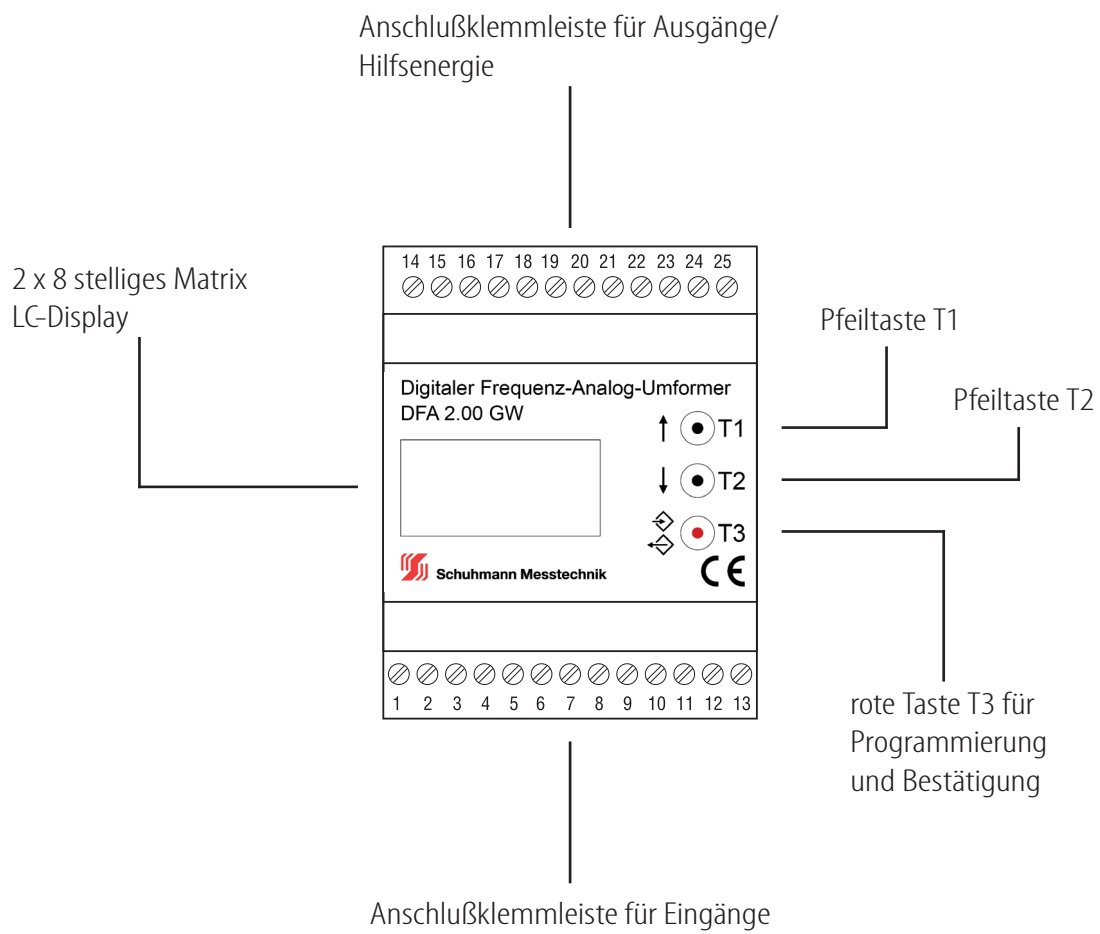 Anschlußklemmleiste für Ausgänge/
Hilfsenergie
14 15 16 17 18 19 20 21 22 23 24 25
2 x 8 stelliges Matrix
LC-Display
Pfeiltaste T1
Pfeiltaste T2
Digitaler Frequenz-Analog-Umformer
DFA 2.00 GW
T1
T2
T3
Schuhmann Messtechnik
CE
1 2 3 4 5 6 7 8 9 10 11 12 13
rote Taste T3 für
Programmierung
und Bestätigung
Anschlußklemmleiste für Eingänge